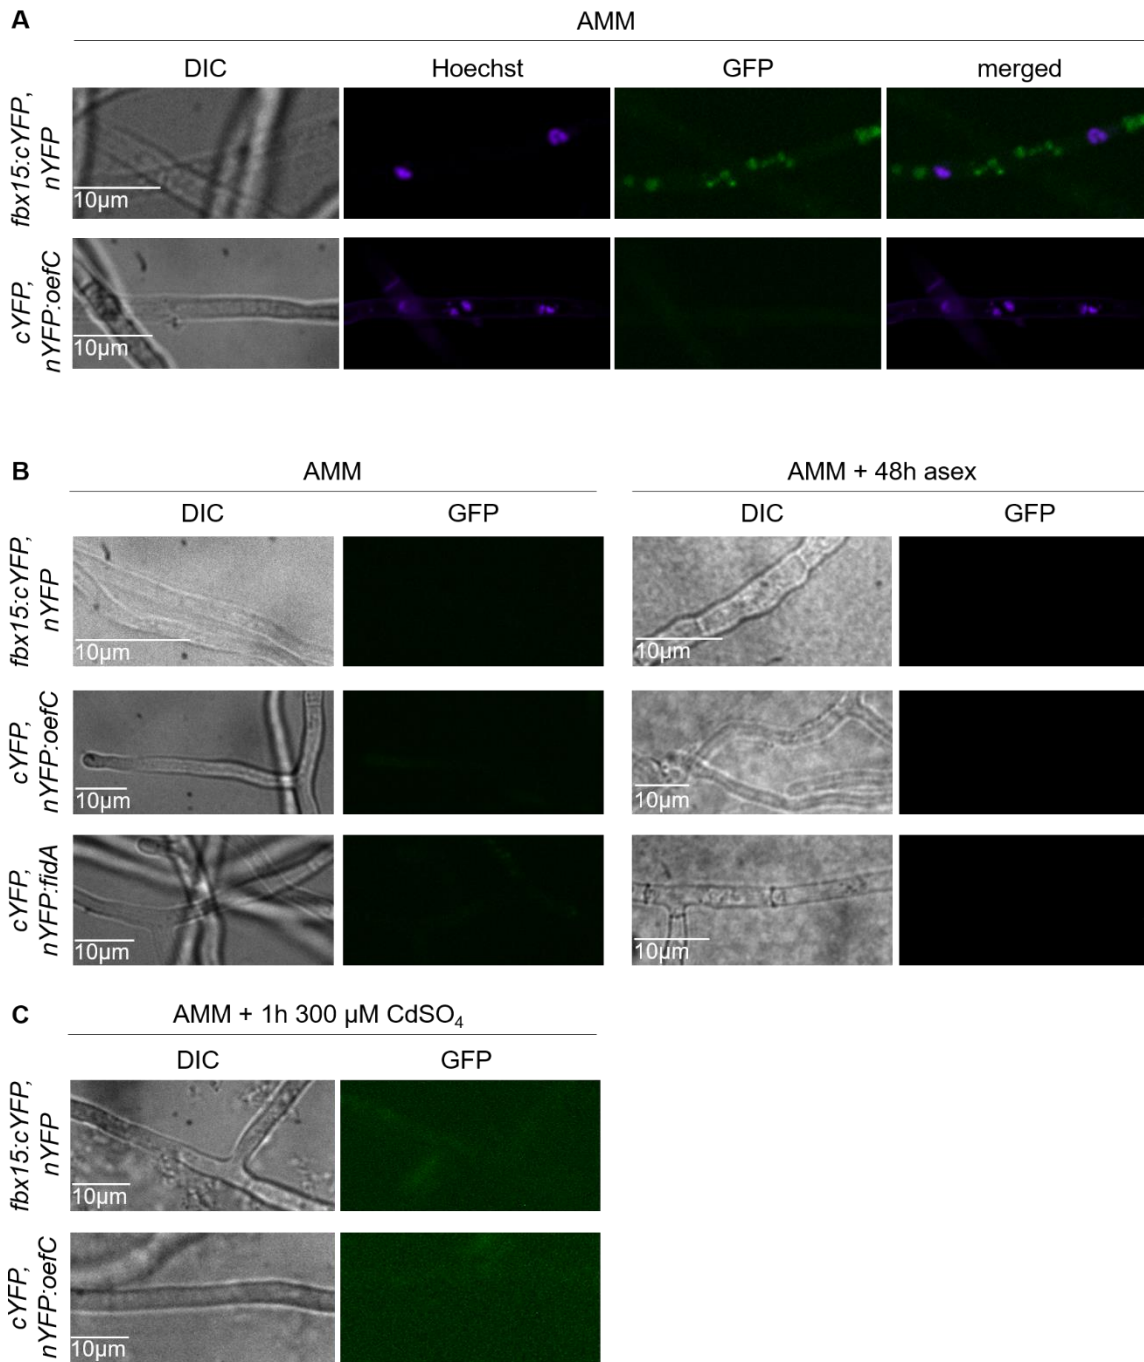 A
AMM
DIC Hoechst GFP merged
fbx15:cYFP,
nYFP
10µm
cYFP,
nYFP:oefC
10µm
B
AMM AMM + 48h asex
DIC GFP DIC GFP
fbx15:cYFP,
nYFP
10µm 10µm
cYFP,
nYFP:oefC
10µm 10µm
cYFP,
nYFP:fidA
10µm 10µm
C
AMM + 1h 300 µM CdSO₄
DIC GFP
fbx15:cYFP,
nYFP
10µm
cYFP,
nYFP:oefC
10µm